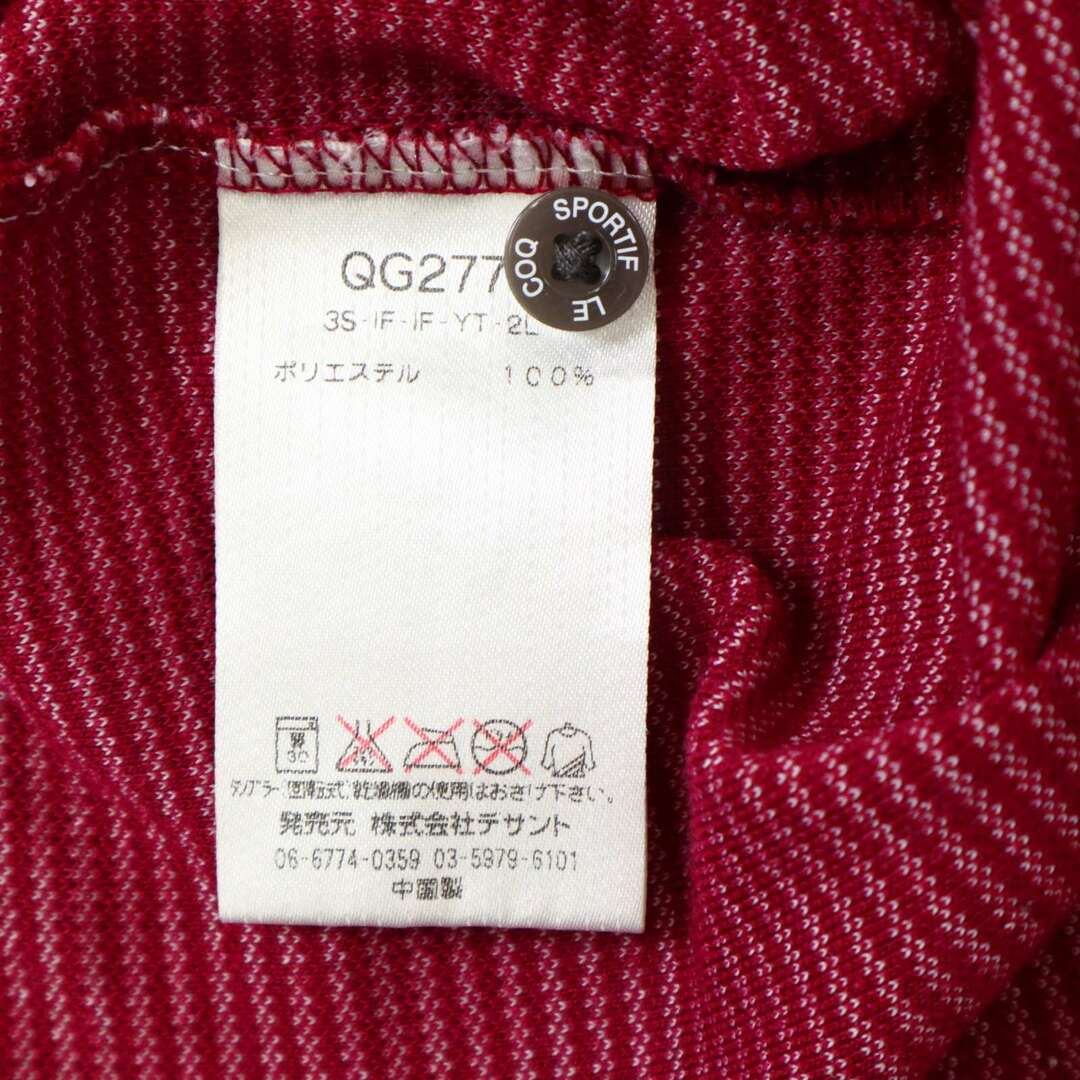 LE COQ SPORTIF
QG277
3S-IF-IF-YT-2L
ポリエステル 100%
30
タンブラー(回転式)乾燥機の使用はおさけ下さい。
発売元 株式会社デサント
06-6774-0359 03-5979-6101
中国製